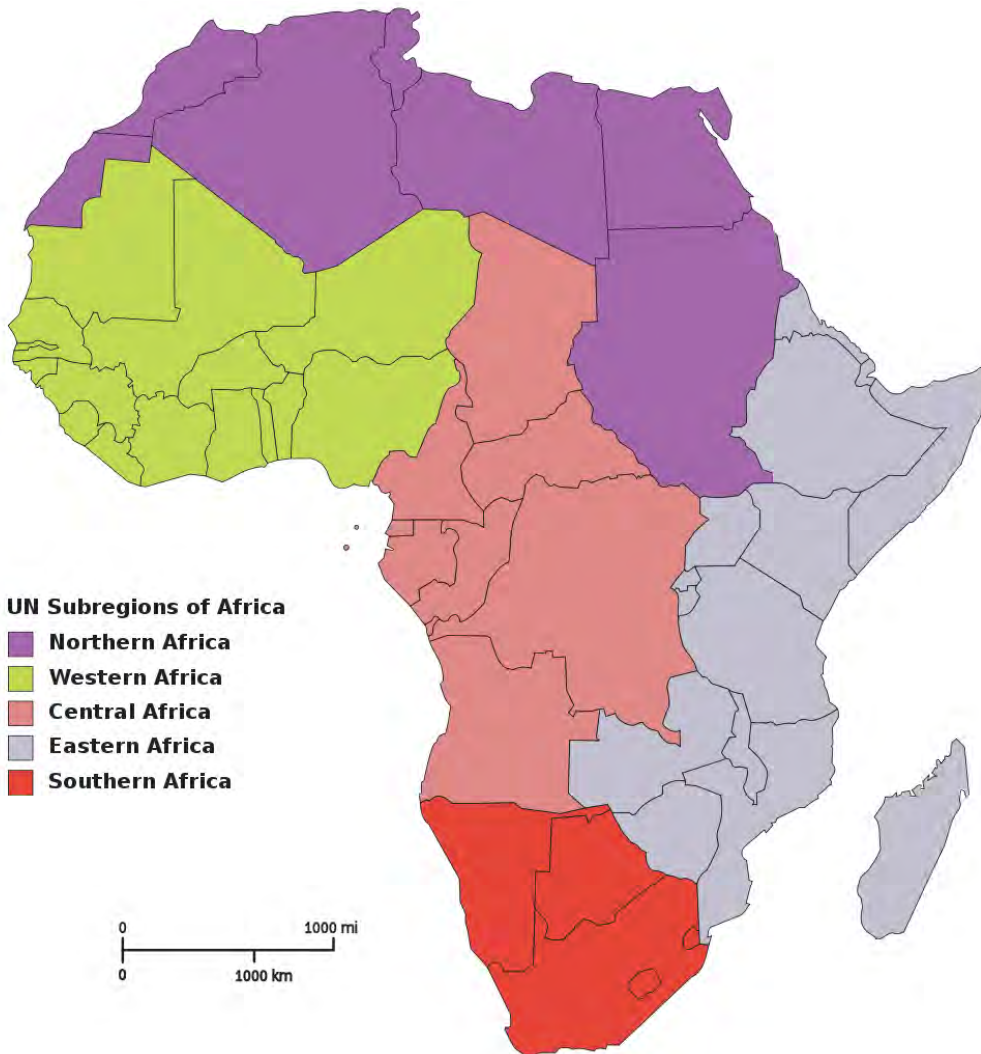 UN Subregions of Africa
Northern Africa
Western Africa
Central Africa
Eastern Africa
Southern Africa
0 1000 mi
0 1000 km